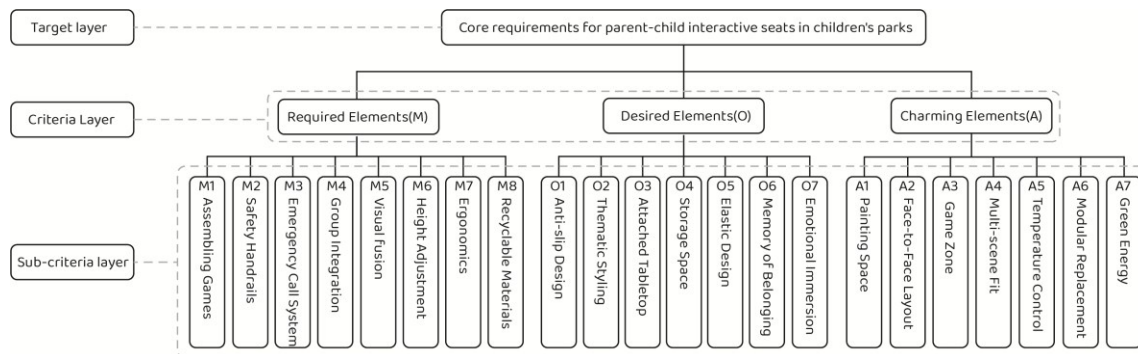 Target layer
Core requirements for parent-child interactive seats in children's parks
Criteria Layer
Required Elements(M)
Desired Elements(O)
Charming Elements(A)
Sub-criteria layer
M1 Assembling Games
M2 Safety Handrails
M3 Emergency Call System
M4 Group Integration
M5 Visual fusion
M6 Height Adjustment
M7 Ergonomics
M8 Recyclable Materials
O1 Anti-slip Design
O2 Thematic Styling
O3 Attached Tabletop
O4 Storage Space
O5 Elastic Design
O6 Memory of Belonging
O7 Emotional Immersion
A1 Painting Space
A2 Face-to-Face Layout
A3 Game Zone
A4 Multi-scene Fit
A5 Temperature Control
A6 Modular Replacement
A7 Green Energy